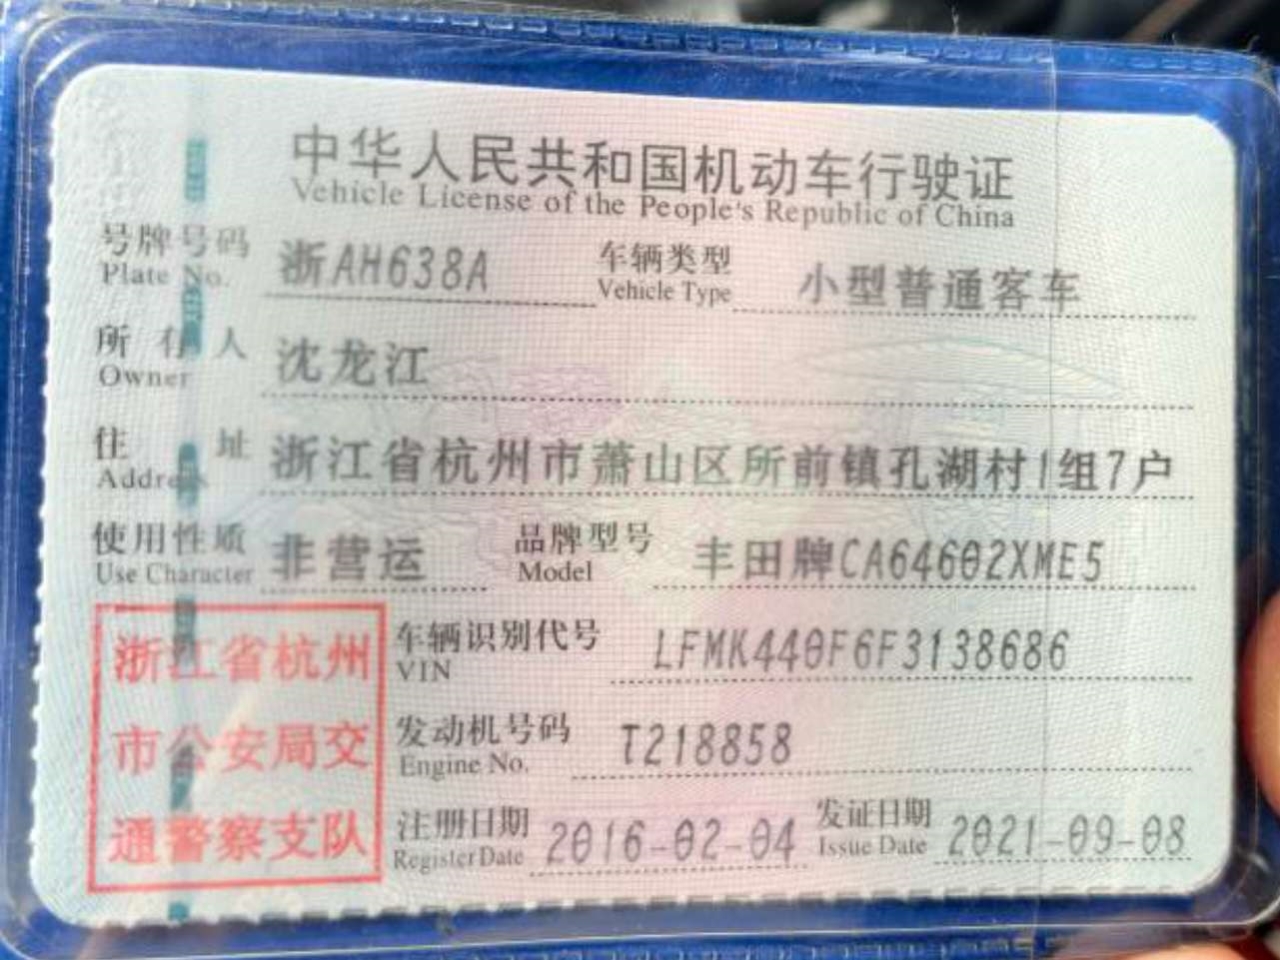 中华人民共和国机动车行驶证
Vehicle License of the People's Republic of China
号牌号码 浙AH638A 车辆类型 小型普通客车
Plate No. Vehicle Type
所有人 沈龙江
Owner
住址 浙江省杭州市萧山区所前镇孔湖村1组7户
Address
使用性质 非营运 品牌型号 丰田牌CA64602XME5
Use Character Model
浙江省杭州
市公安局交
通警察支队
车辆识别代号 LFMK440F6F3138686
VIN
发动机号码 T218858
Engine No.
注册日期 2016-02-04 发证日期 2021-09-08
Register Date Issue Date